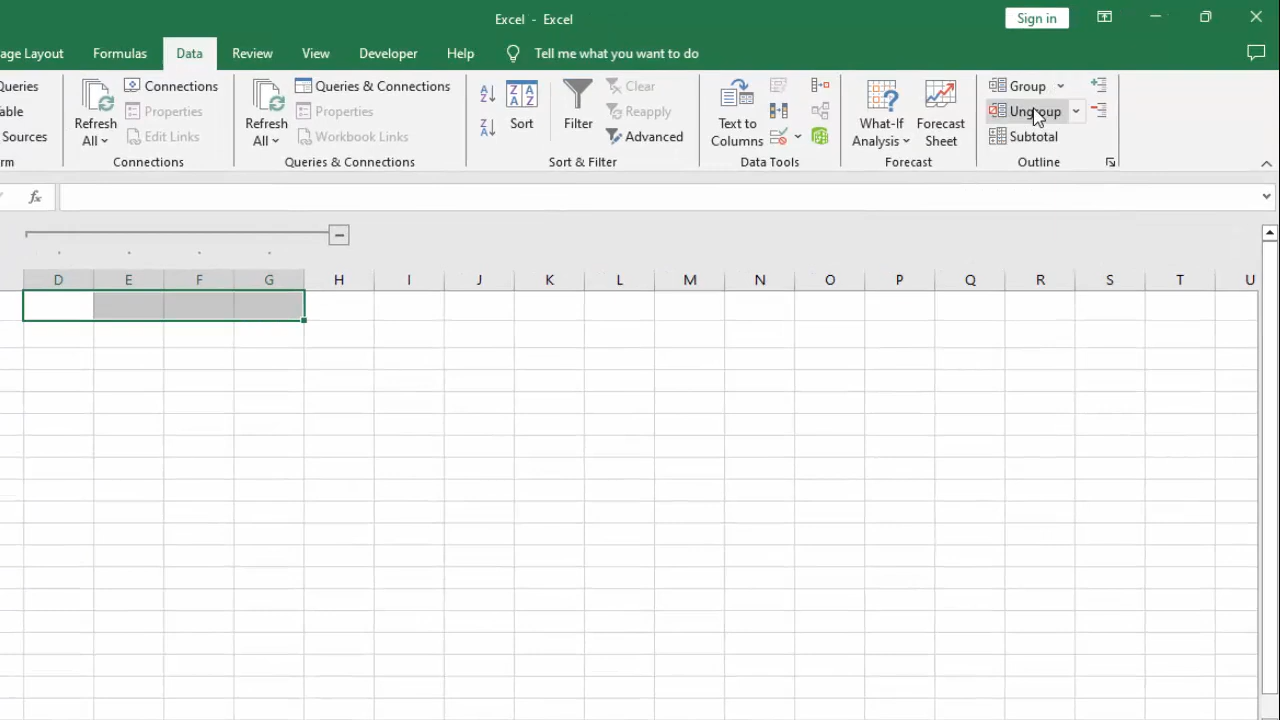 Excel - Excel
Sign in
age Layout
Formulas
Data
Review
View
Developer
Help
Tell me what you want to do
Queries
able
Sources
rm
Refresh
All
Connections
Properties
Edit Links
Connections
Refresh
All
Queries & Connections
Properties
Workbook Links
Queries & Connections
Sort
Filter
Clear
Reapply
Advanced
Sort & Filter
Text to
Columns
Data Tools
What-If
Analysis
Forecast
Sheet
Forecast
Group
Ungroup
Subtotal
Outline
fx
D E F G H I J K L M N O P Q R S T U